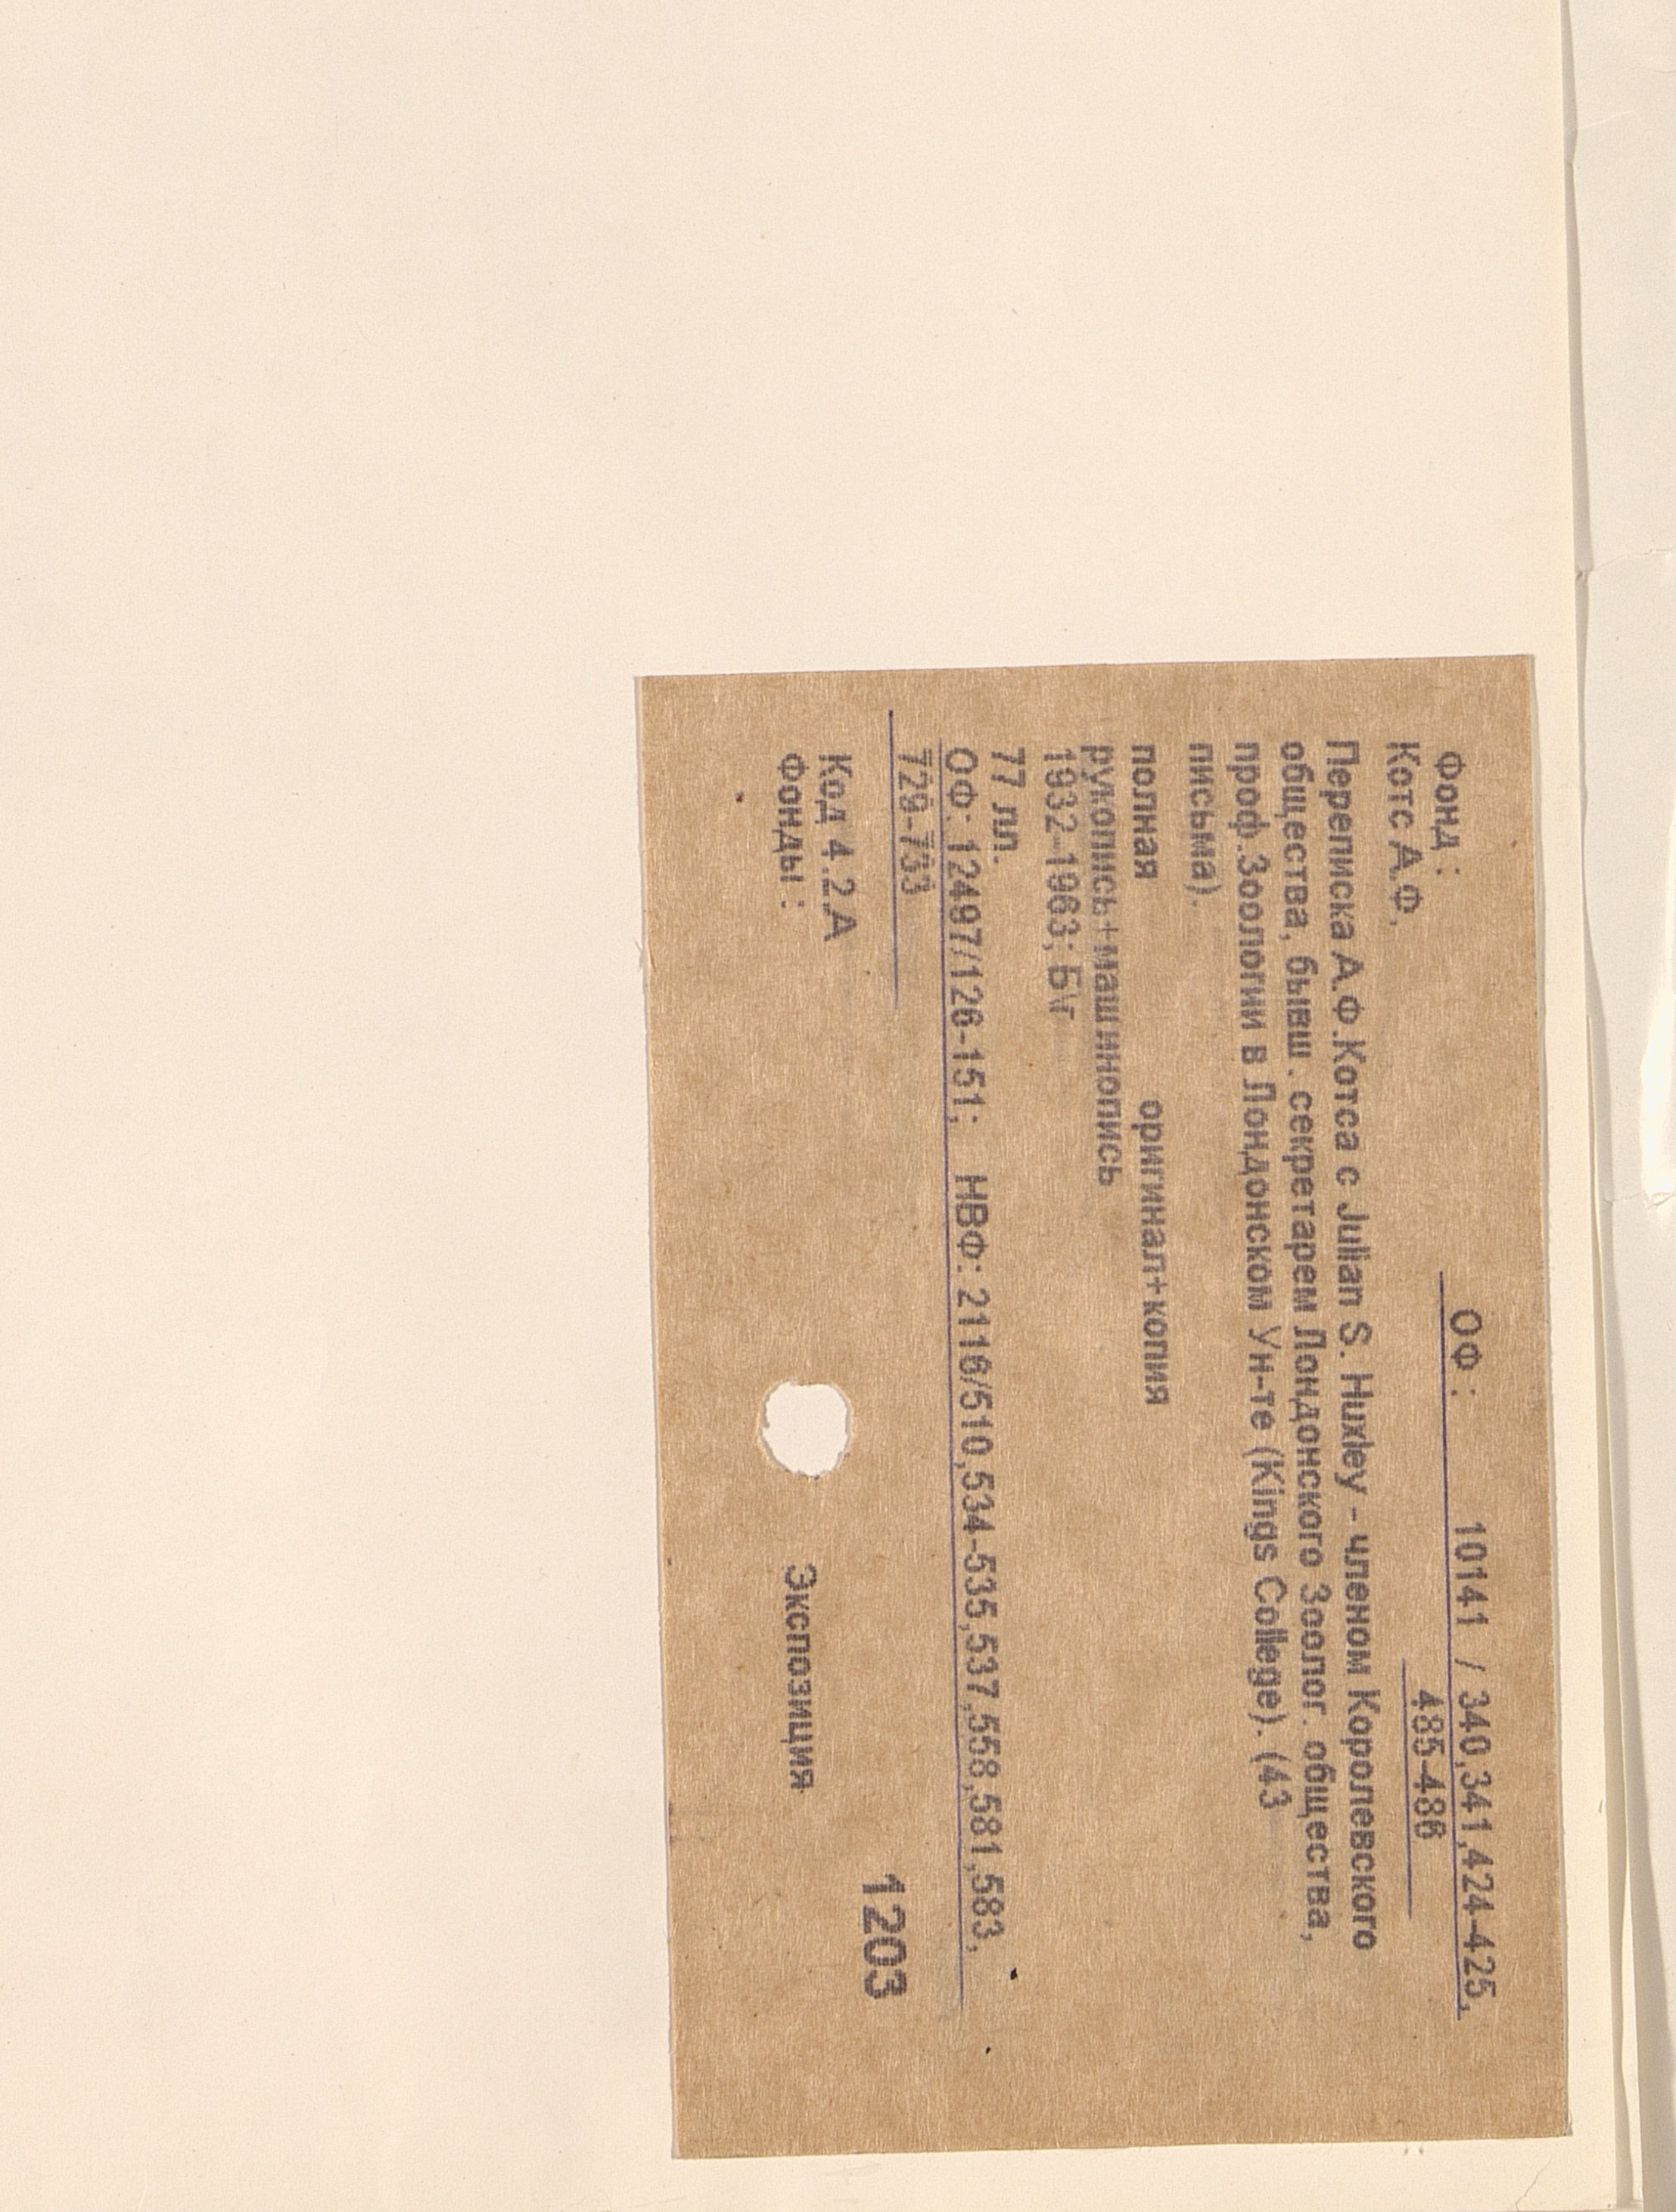 Фонд : ОФ : 10141 / 340,341,424-425,
Котс А.Ф. 485-486
Переписка А.Ф.Котса с Julian S. Huxley - членом Королевского
общества, бывш . секретарем Лондонского Зоолог. общества,
проф.Зоологии в Лондонском Ун-те (Kings College). (43
письма).
полная оригинал+копия
рукопись+машинопись
1932-1963; Б\г
77 лл.
ОФ: 12497/126-151; НВФ: 2116/510,534-535,537,558,581,583,
729-733
1203
Код 4.2.А
Фонды : Экспозиция